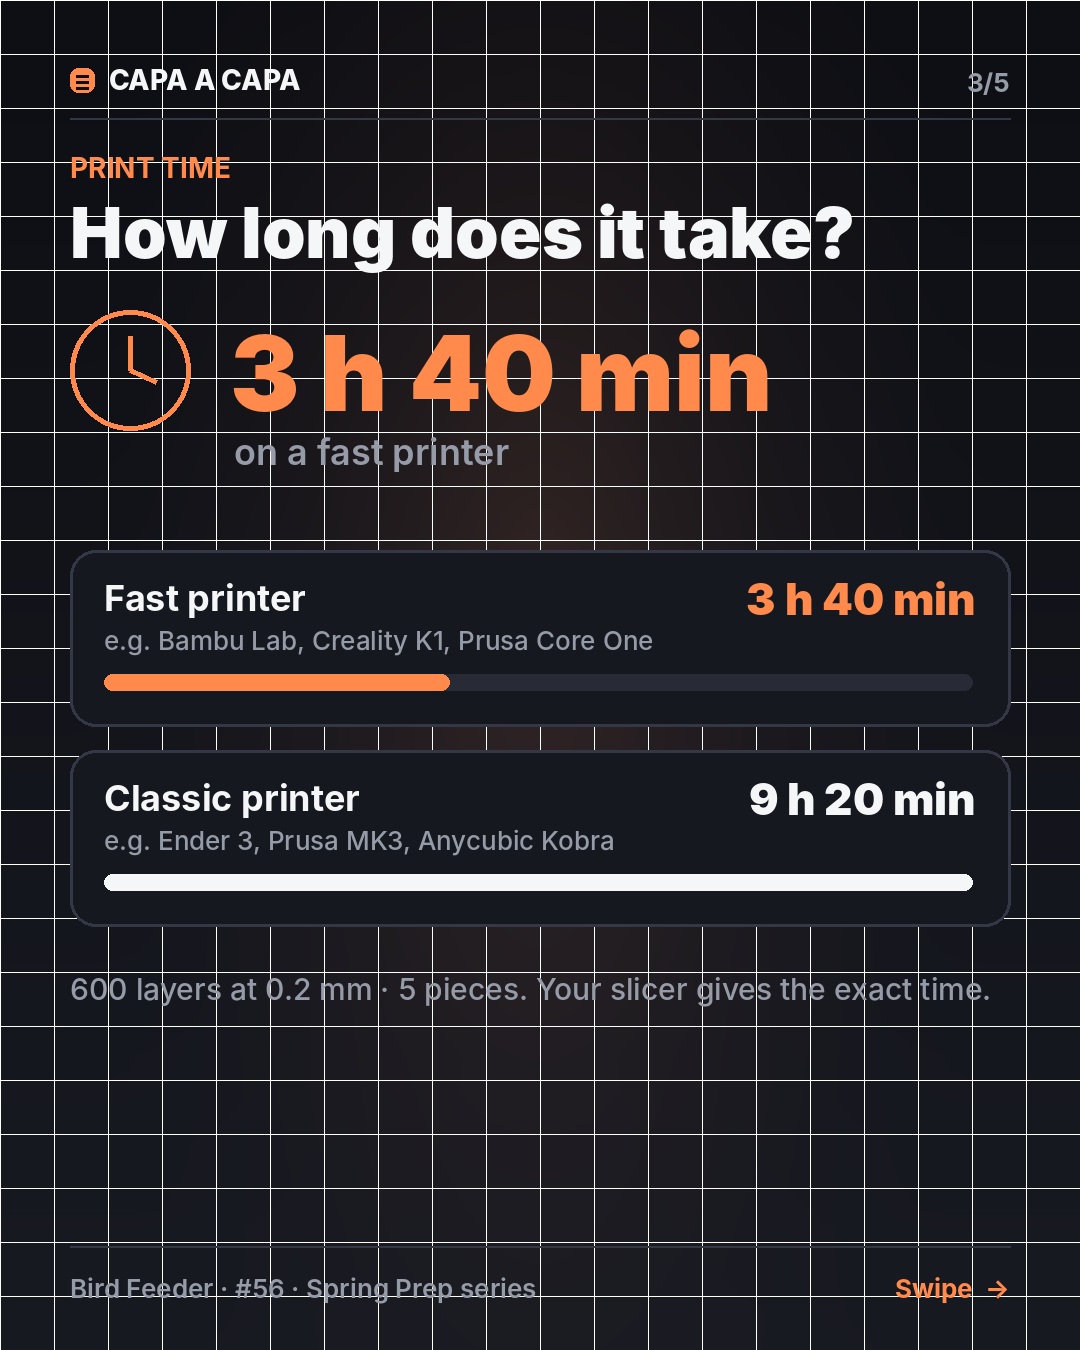 CAPA A CAPA
3/5
PRINT TIME
How long does it take?
3 h 40 min
on a fast printer
Fast printer
3 h 40 min
e.g. Bambu Lab, Creality K1, Prusa Core One
Classic printer
9 h 20 min
e.g. Ender 3, Prusa MK3, Anycubic Kobra
600 layers at 0.2 mm · 5 pieces. Your slicer gives the exact time.
Bird Feeder · #56 · Spring Prep series
Swipe →